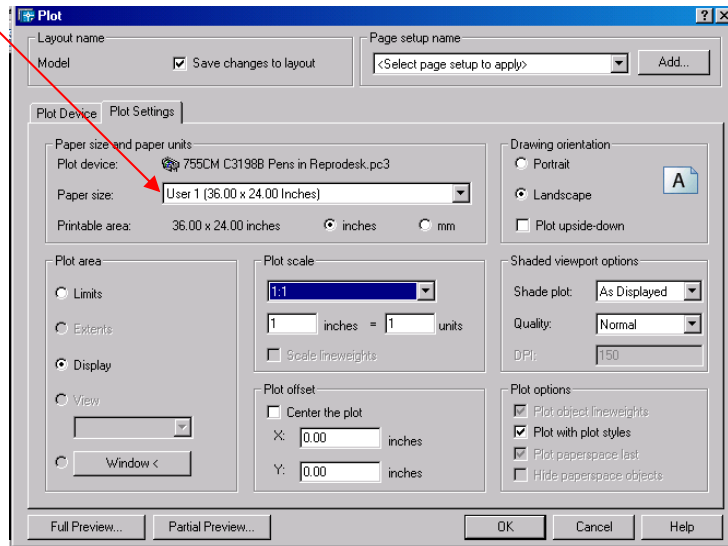 Plot
Layout name
Model
Save changes to layout
Page setup name
<Select page setup to apply>
Add...
Plot Device
Plot Settings
Paper size and paper units
Plot device: 755CM C3198B Pens in Reprodesk.pc3
Paper size: User 1 (36.00 x 24.00 Inches)
Printable area: 36.00 x 24.00 inches inches mm
Drawing orientation
Portrait
Landscape
A
Plot upside-down
Plot area
Limits
Extents
Display
View
Window <
Plot scale
1:1
1 inches = 1 units
Scale lineweights
Plot offset
Center the plot
X: 0.00 inches
Y: 0.00 inches
Shaded viewport options
Shade plot: As Displayed
Quality: Normal
DPI: 150
Plot options
Plot object lineweights
Plot with plot styles
Plot paperspace last
Hide paperspace objects
Full Preview...
Partial Preview...
OK
Cancel
Help